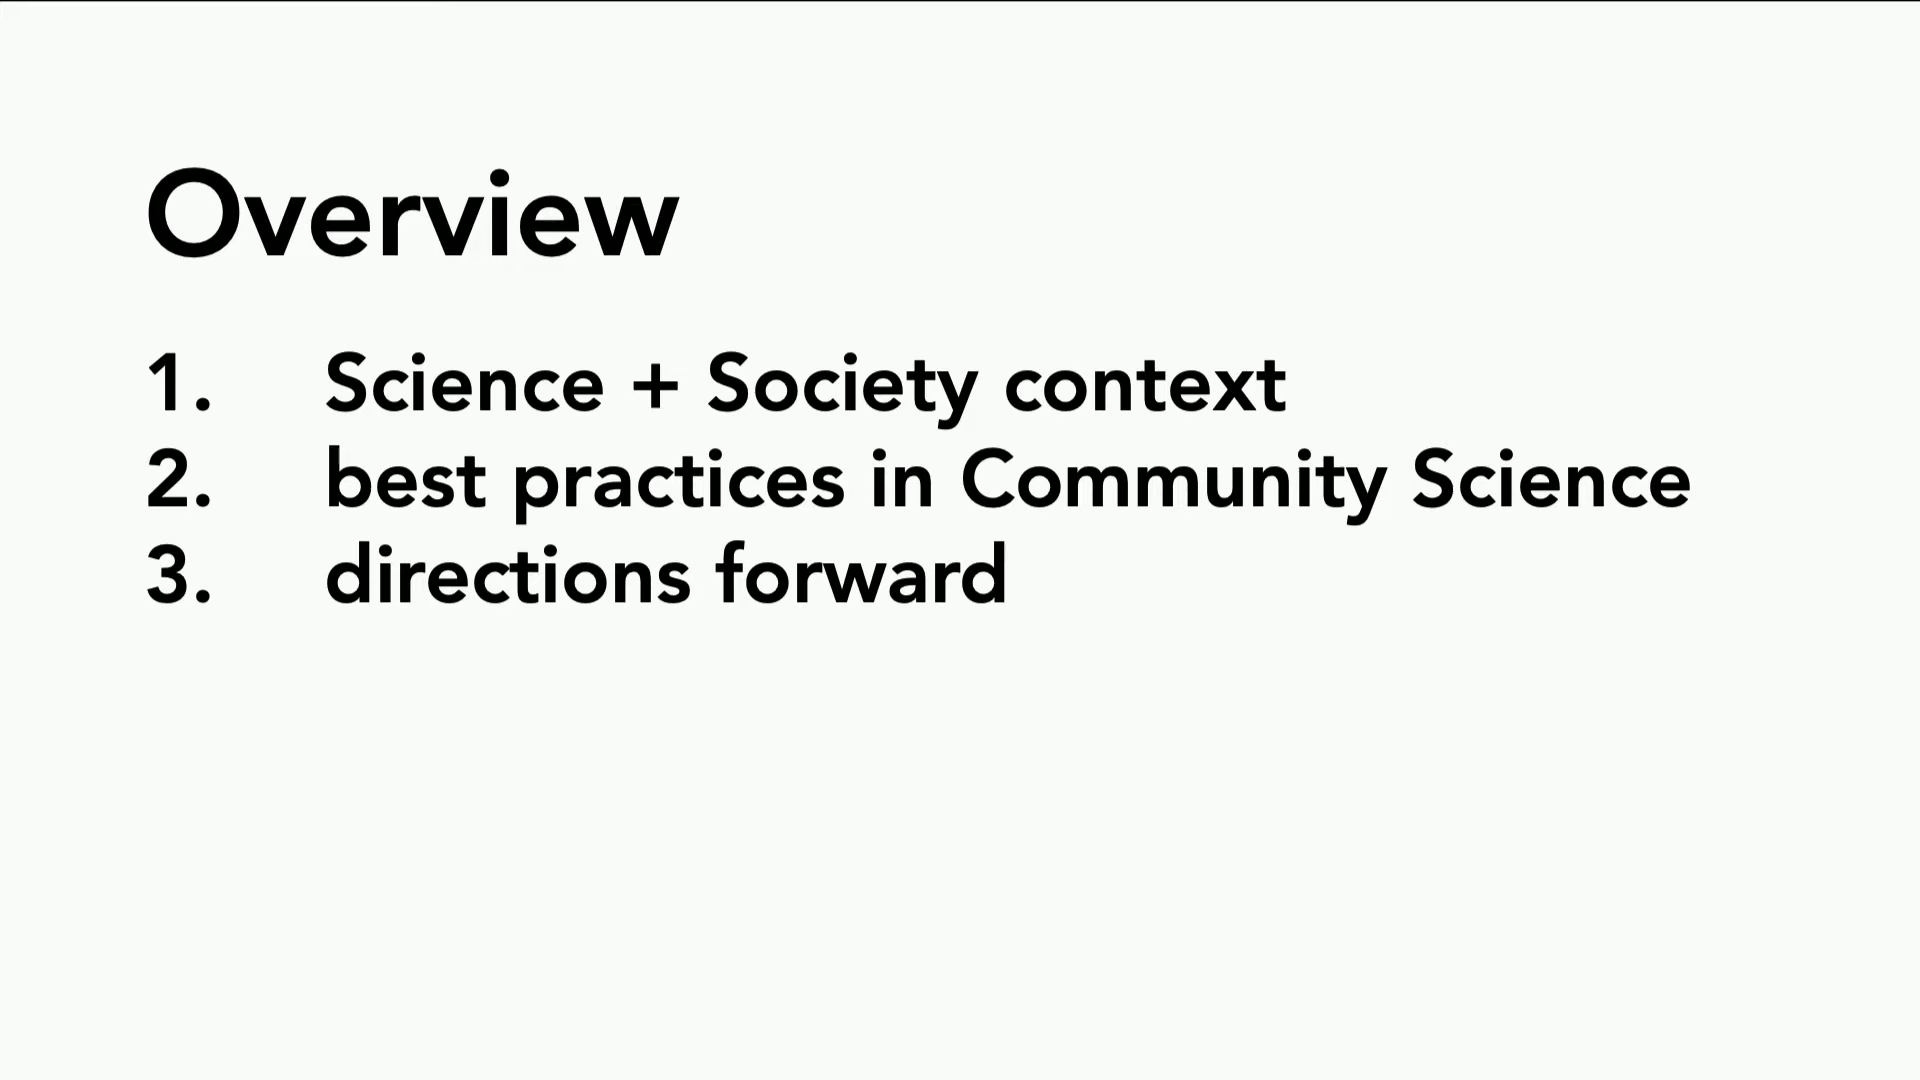 Overview
1. Science + Society context
2. best practices in Community Science
3. directions forward